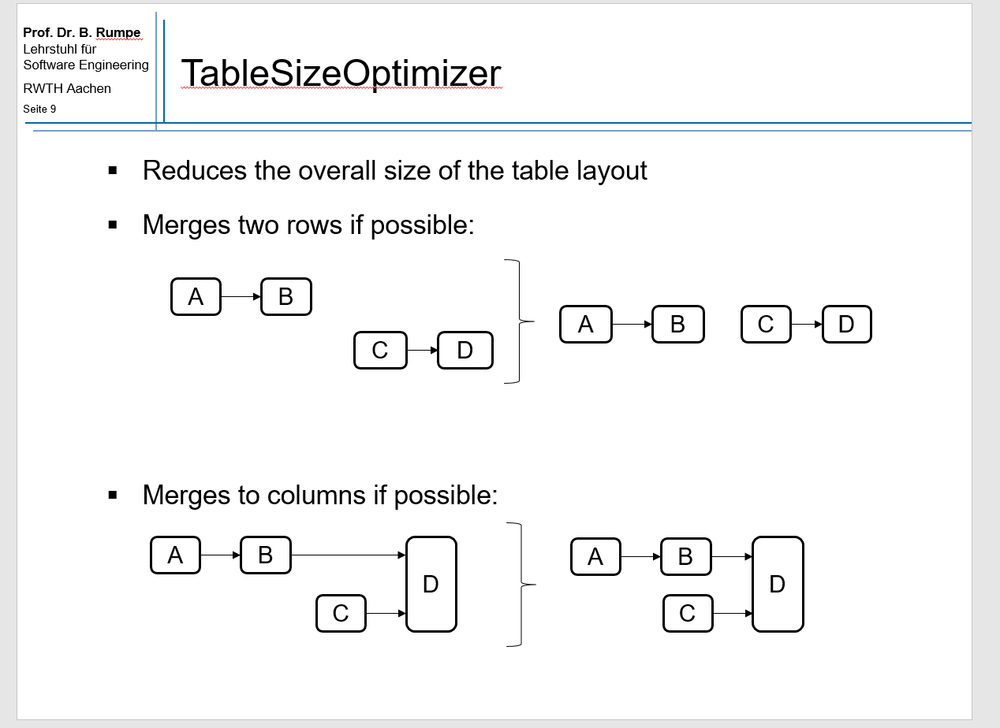 Prof. Dr. B. Rumpe
Lehrstuhl für
Software Engineering
RWTH Aachen
Seite 9
TableSizeOptimizer
▪ Reduces the overall size of the table layout
▪ Merges two rows if possible:
A B
C D
A B C D
▪ Merges to columns if possible:
A B
D
C
A B
D
C